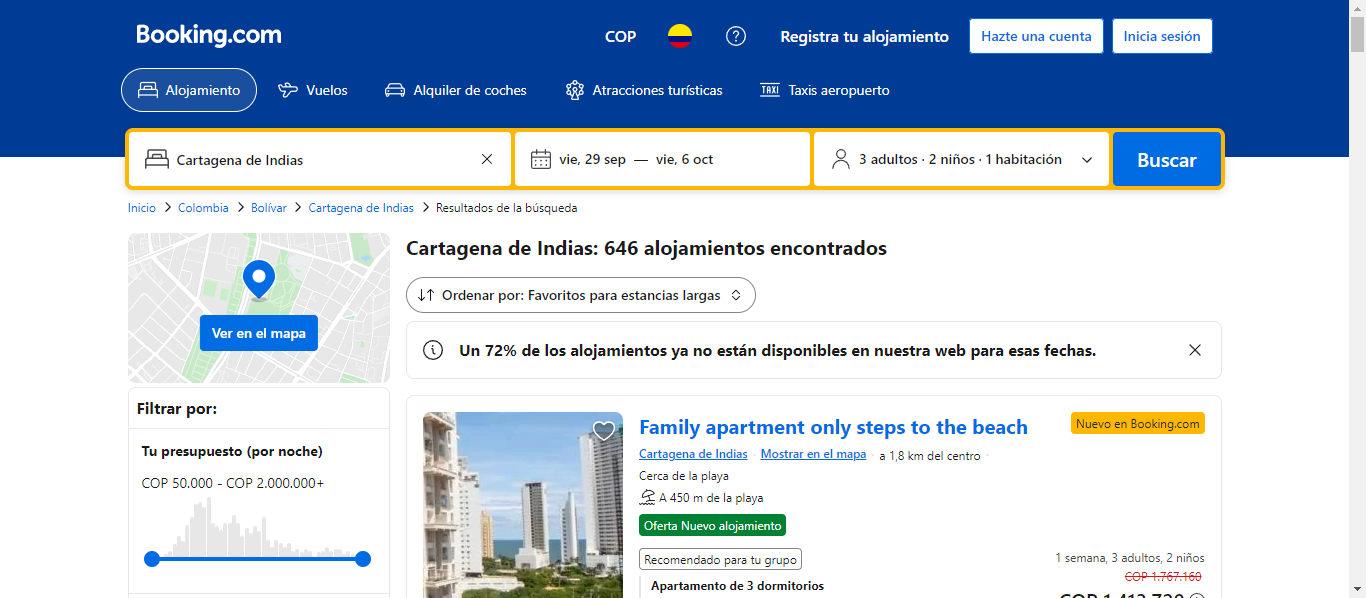 Booking.com
COP
Registra tu alojamiento
Hazte una cuenta
Inicia sesión
Alojamiento
Vuelos
Alquiler de coches
Atracciones turísticas
TAXI
Taxis aeropuerto
Cartagena de Indias
vie, 29 sep — vie, 6 oct
3 adultos · 2 niños · 1 habitación
Buscar
Inicio > Colombia > Bolívar > Cartagena de Indias > Resultados de la búsqueda
Ver en el mapa
Filtrar por:
Tu presupuesto (por noche)
COP 50.000 - COP 2.000.000+
Cartagena de Indias: 646 alojamientos encontrados
Ordenar por: Favoritos para estancias largas
Un 72% de los alojamientos ya no están disponibles en nuestra web para esas fechas.
Family apartment only steps to the beach
Nuevo en Booking.com
Cartagena de Indias · Mostrar en el mapa · a 1,8 km del centro ·
Cerca de la playa
A 450 m de la playa
Oferta Nuevo alojamiento
Recomendado para tu grupo
Apartamento de 3 dormitorios
1 semana, 3 adultos, 2 niños
COP 1.767.160
COP 1.413.728